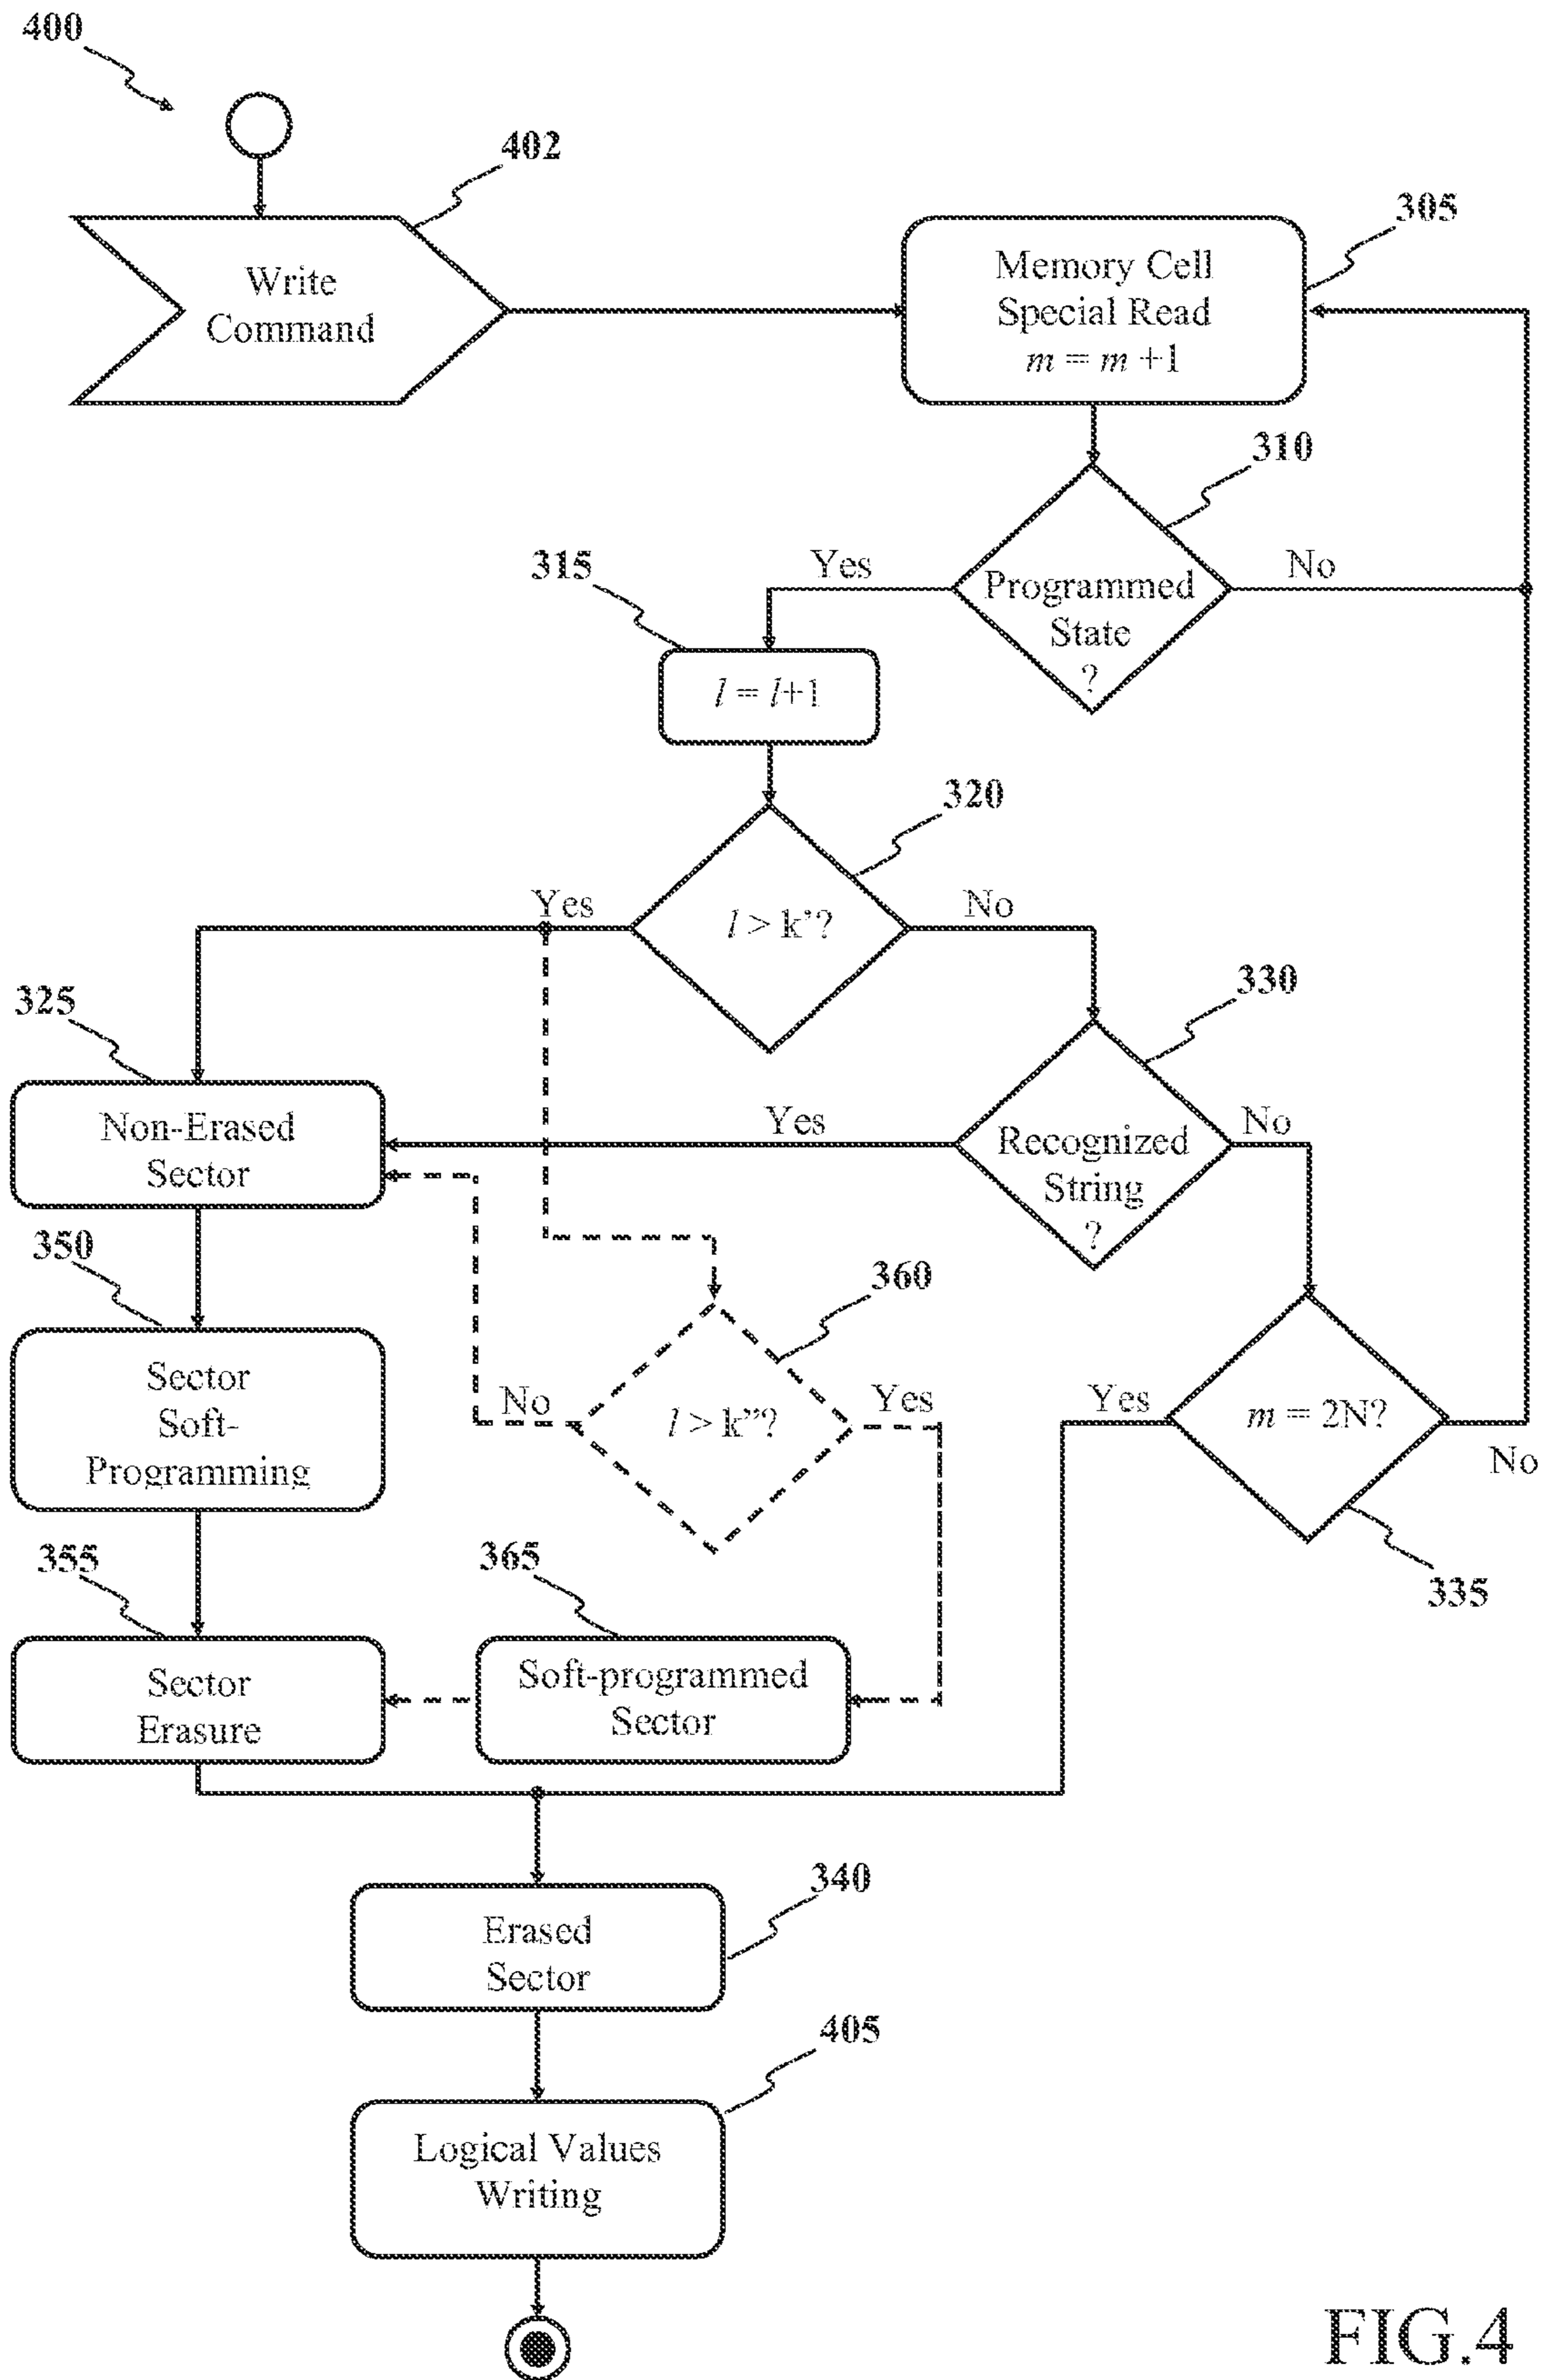 400
402
Write
Command
305
Memory Cell
Special Read
m = m +1
310
Programmed
State
?
Yes
No
315
l = l+1
320
l > k’?
Yes
No
325
Non-Erased
Sector
330
Recognized
String
?
Yes
No
350
Sector
Soft-
Programming
360
l > k”?
No
Yes
m = 2N?
Yes
No
335
355
Sector
Erasure
365
Soft-programmed
Sector
340
Erased
Sector
405
Logical Values
Writing
FIG.4